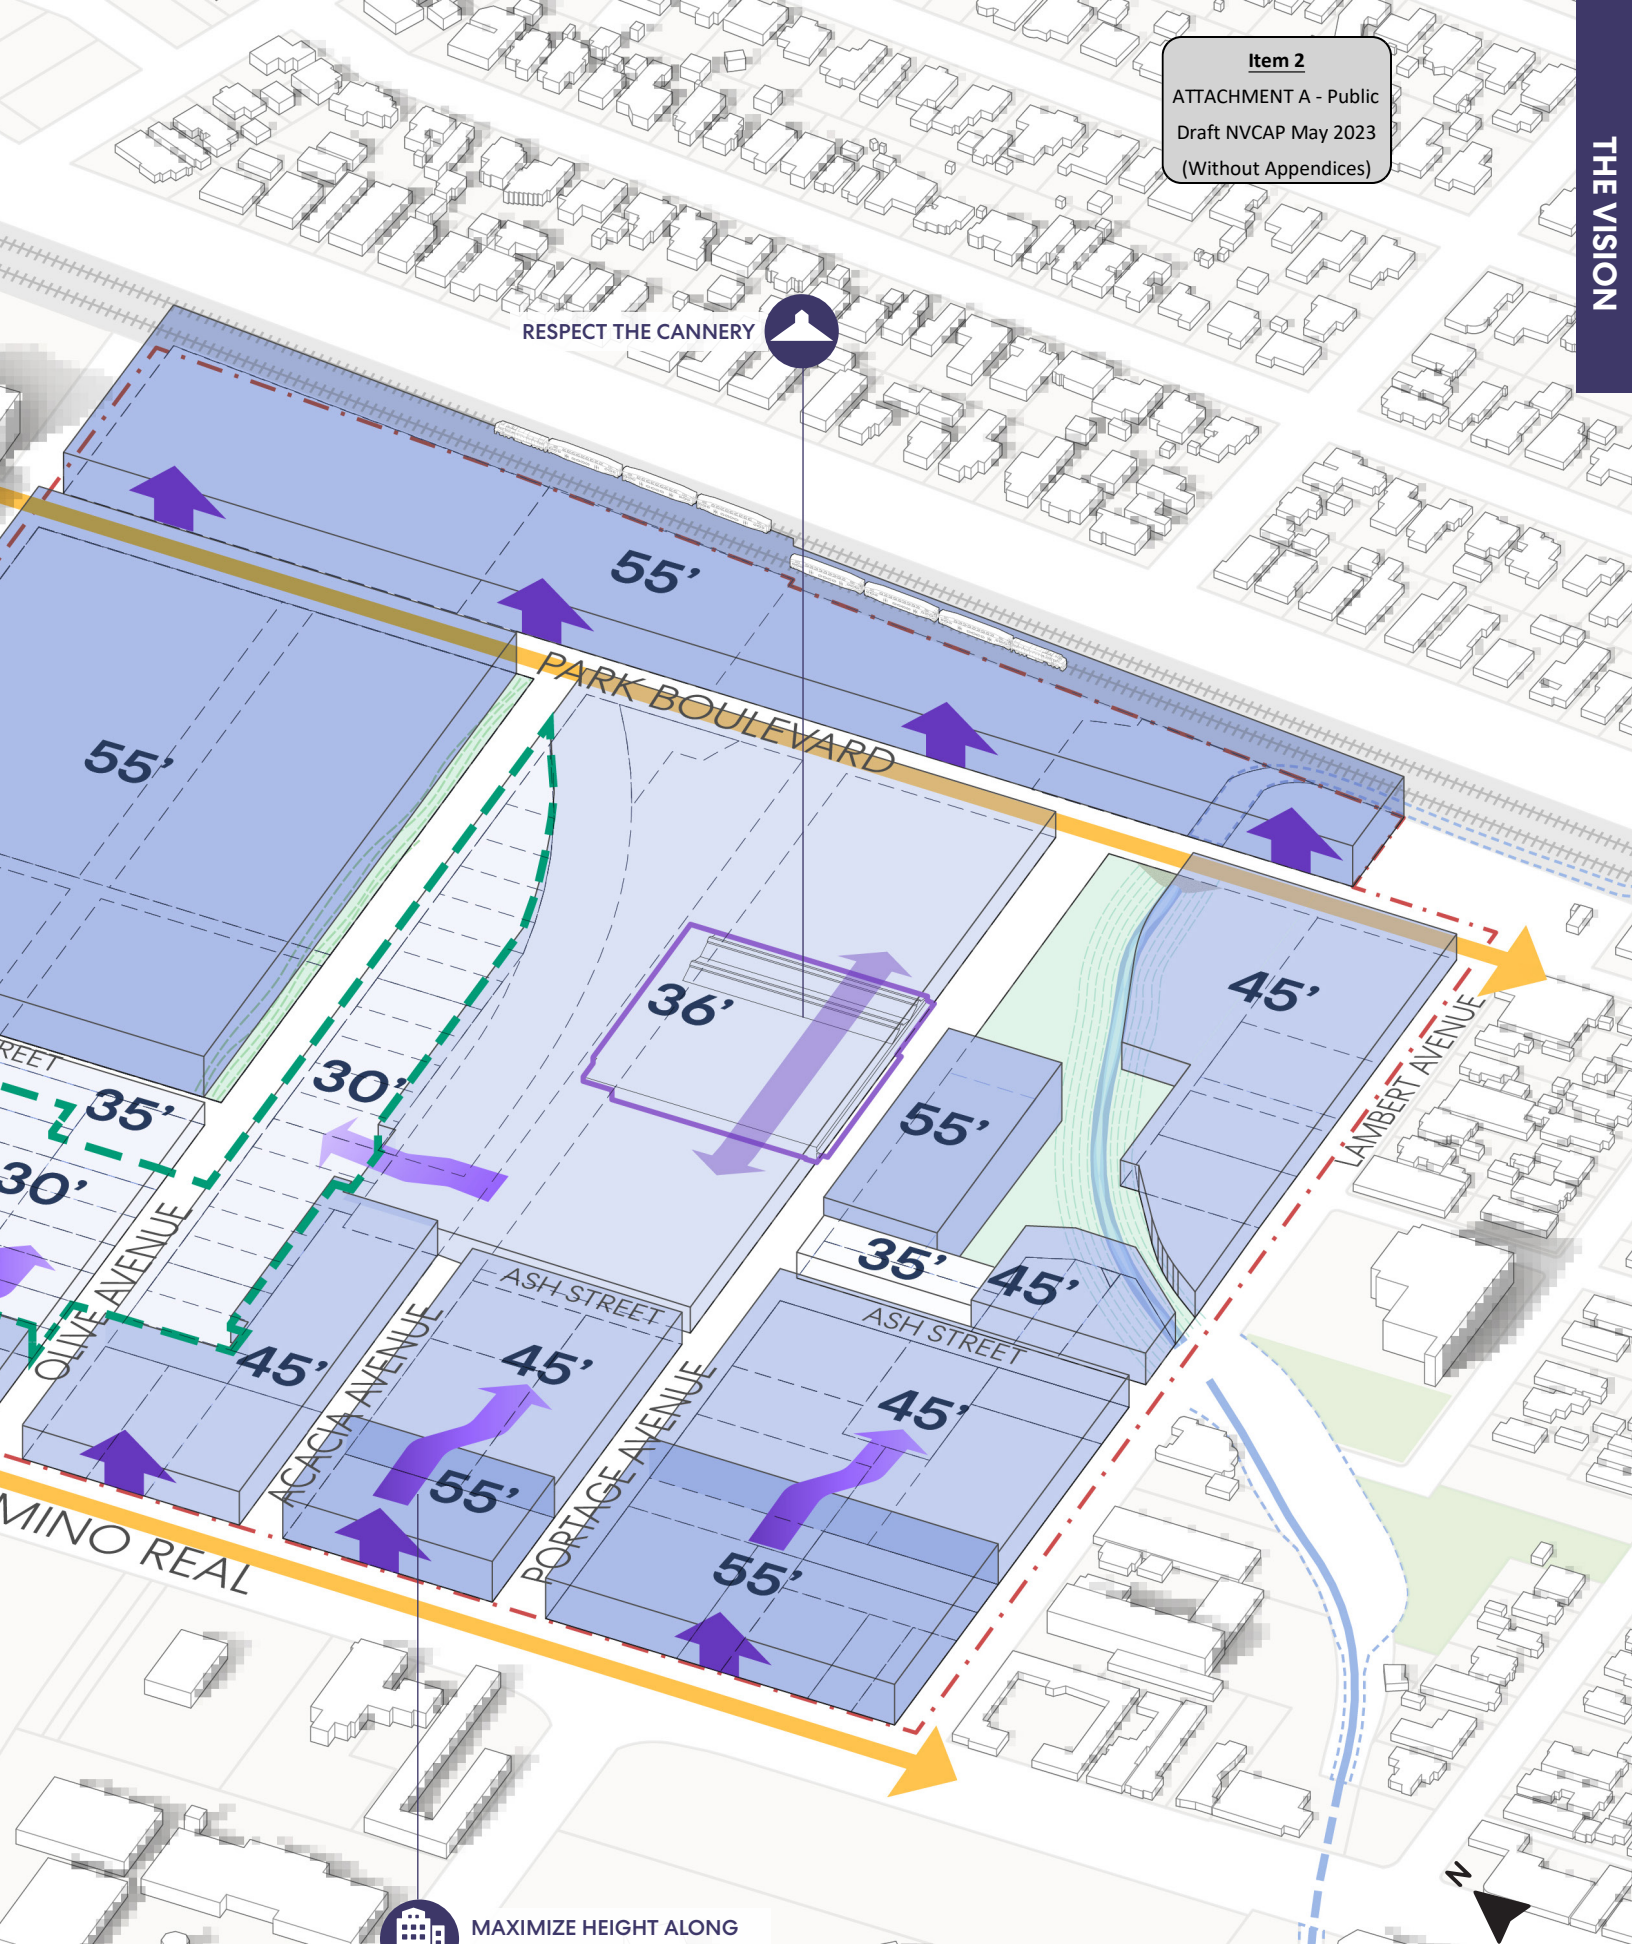 Item 2
ATTACHMENT A - Public
Draft NVCAP May 2023
(Without Appendices)
THE VISION
RESPECT THE CANNERY
55'
PARK BOULEVARD
55'
36'
45'
LAMBERT AVENUE
REET
35'
30'
55'
30'
35'
45'
OLIVE AVENUE
ASH STREET
ASH STREET
45'
ACACIA AVENUE
45'
PORTAGE AVENUE
45'
55'
55'
MINO REAL
N
MAXIMIZE HEIGHT ALONG